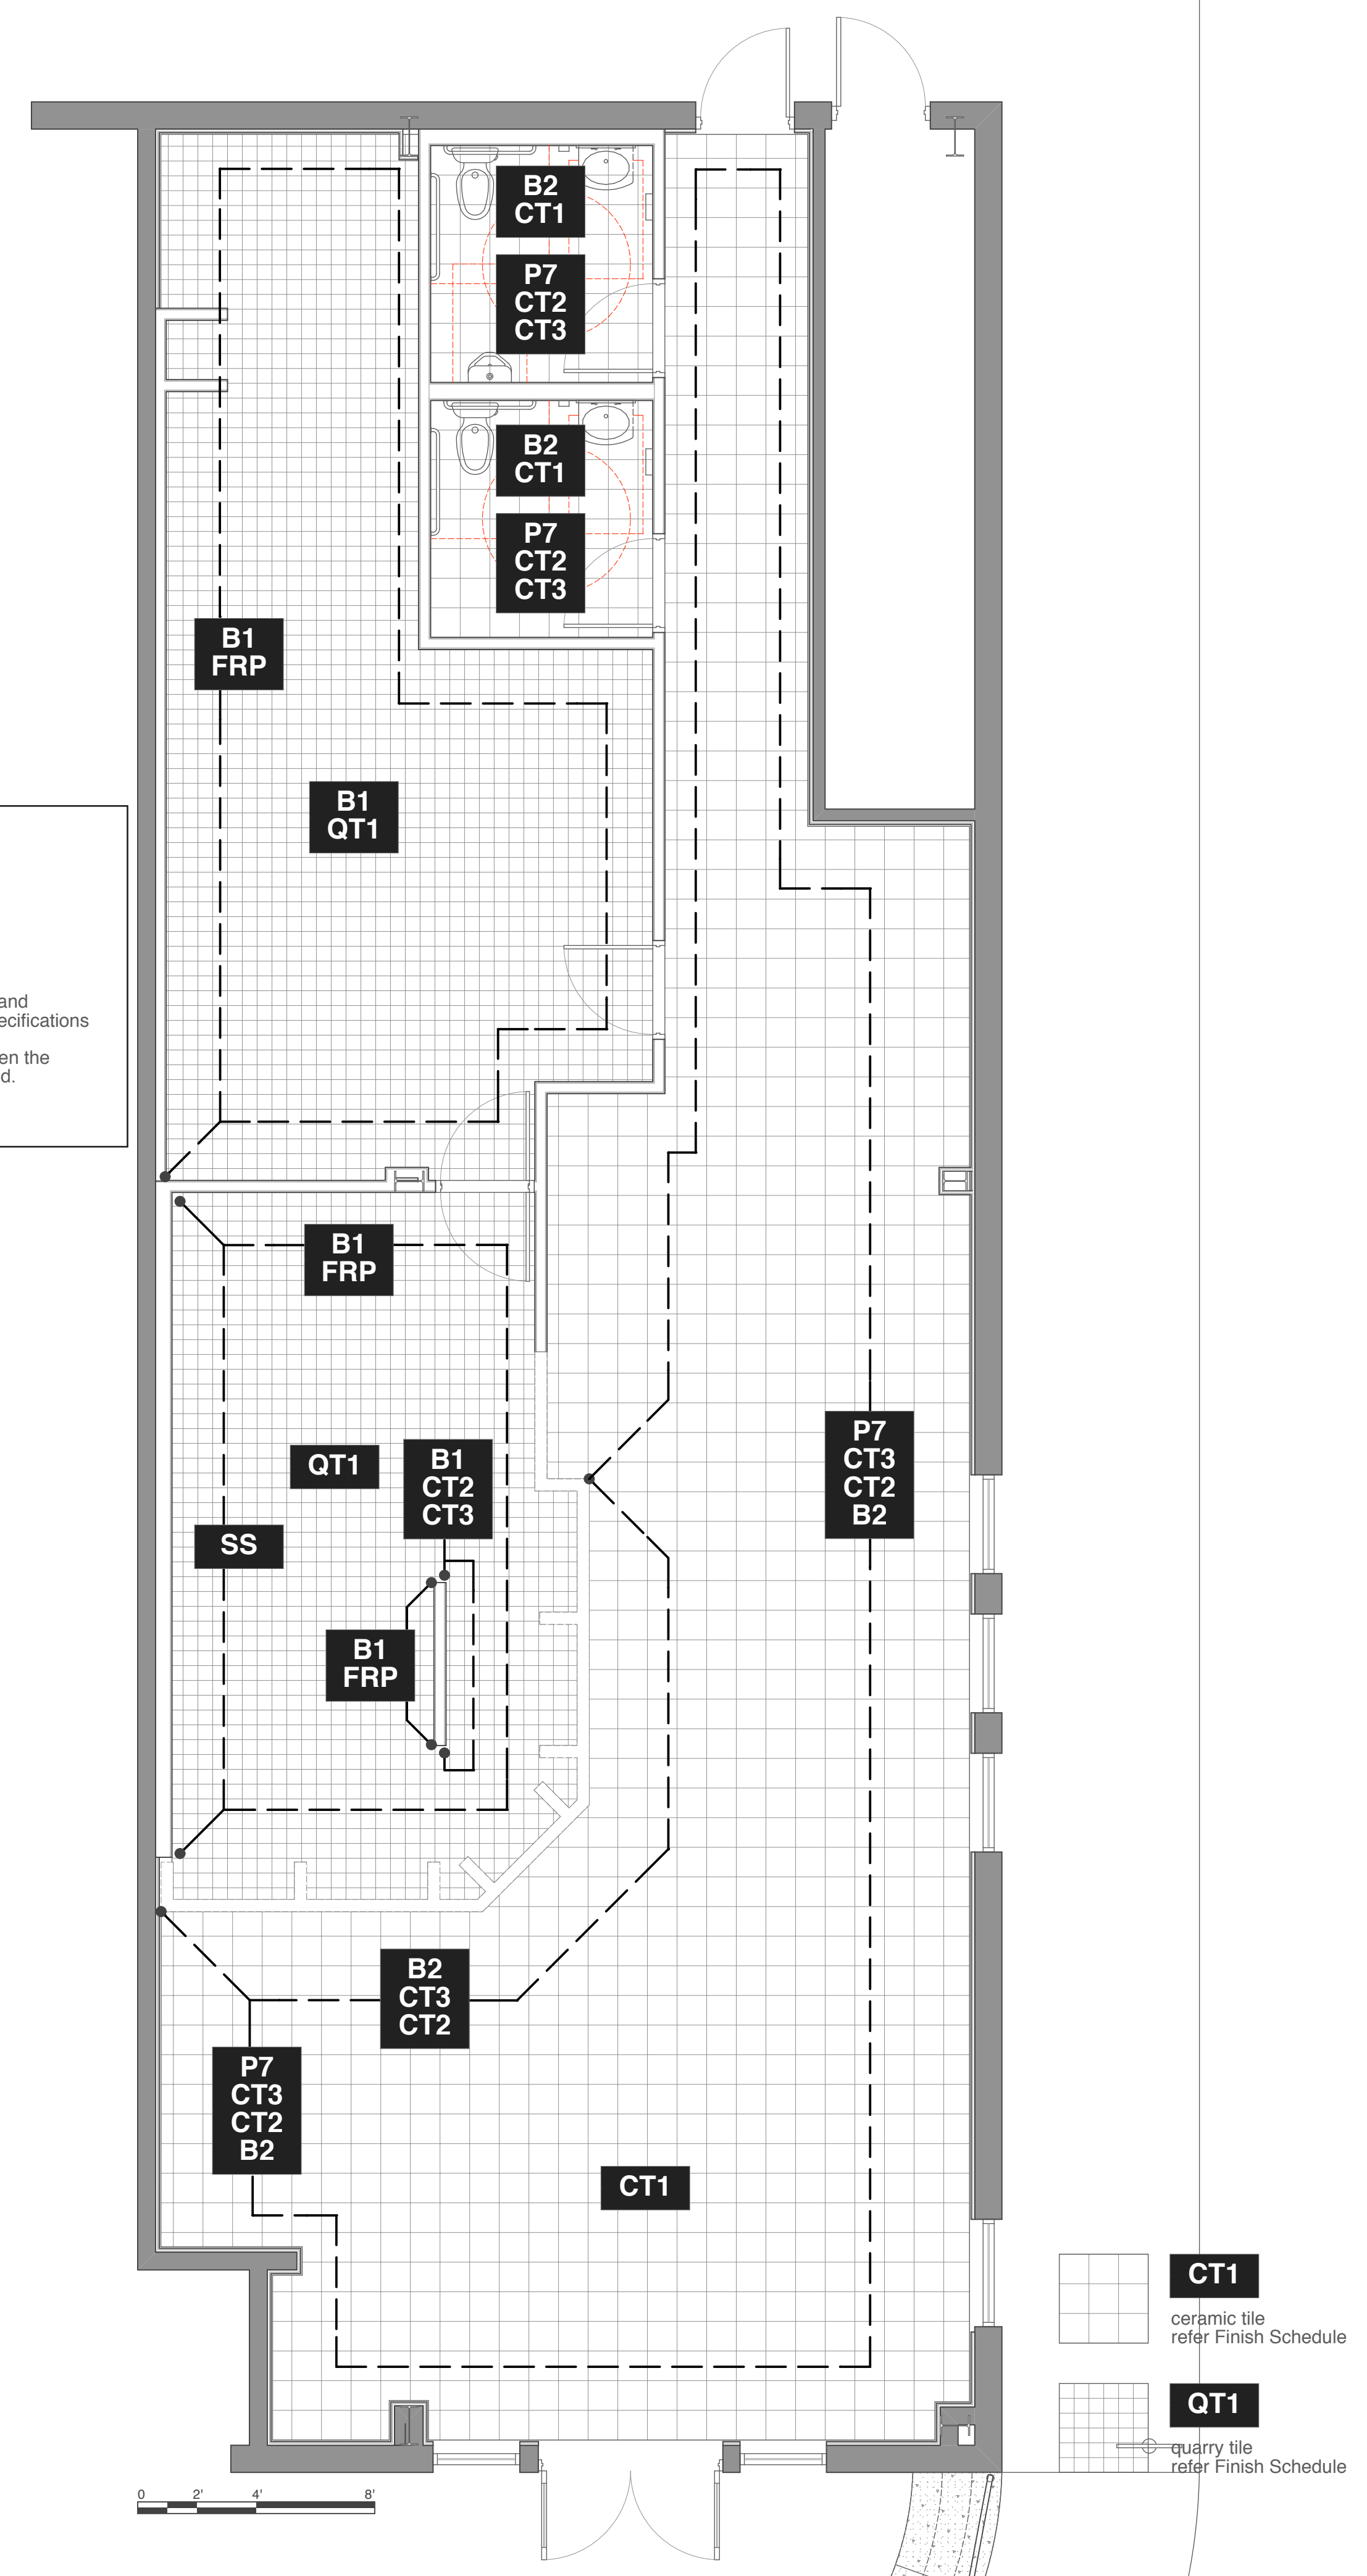 B2
CT1
P7
CT2
CT3
B2
CT1
P7
CT2
CT3
B1
FRP
B1
QT1
and
ecifications
en the
d.
B1
FRP
P7
CT3
CT2
B2
QT1
B1
CT2
CT3
SS
B1
FRP
B2
CT3
CT2
P7
CT3
CT2
B2
CT1
CT1
ceramic tile
refer Finish Schedule
QT1
quarry tile
refer Finish Schedule
0 2' 4' 8'